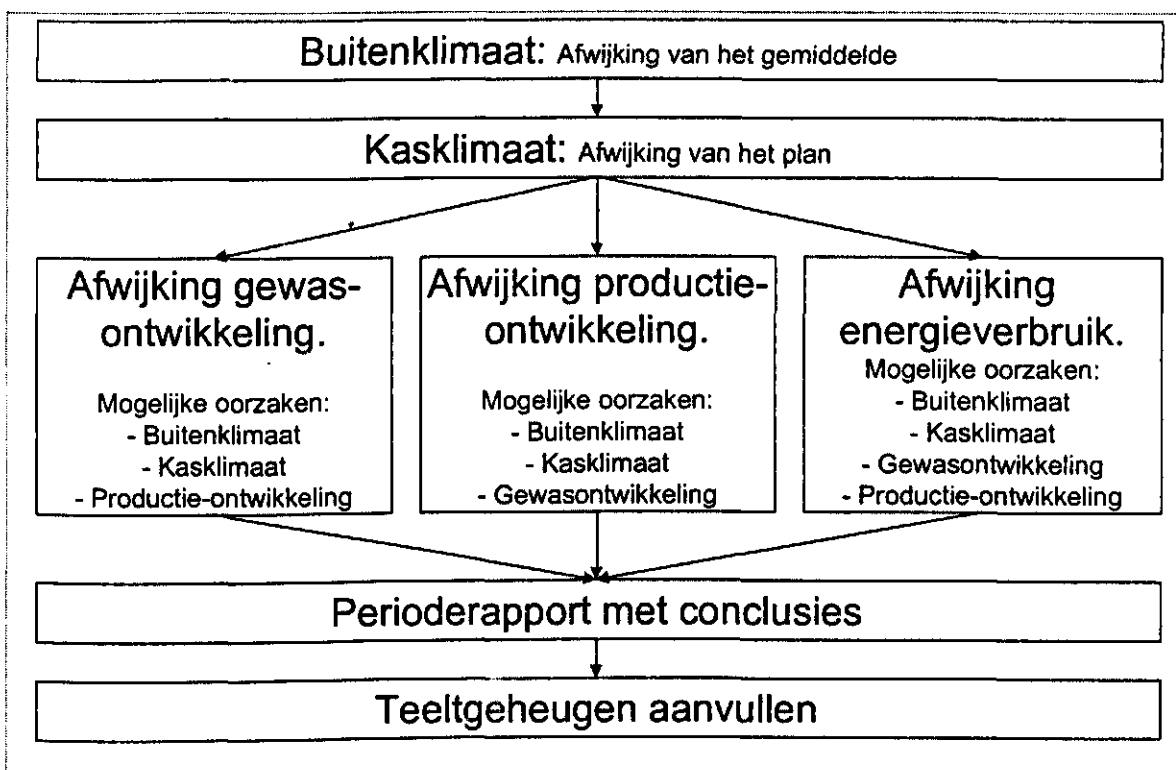 Buitenklimaat: Afwijking van het gemiddelde
Kasklimaat: Afwijking van het plan
Afwijking gewas-
ontwikkeling.
Mogelijke oorzaken:
- Buitenklimaat
- Kasklimaat
- Productie-ontwikkeling
Afwijking productie-
ontwikkeling.
Mogelijke oorzaken:
- Buitenklimaat
- Kasklimaat
- Gewasontwikkeling
Afwijking
energieverbruik.
Mogelijke oorzaken:
- Buitenklimaat
- Kasklimaat
- Gewasontwikkeling
- Productie-ontwikkeling
Perioderapport met conclusies
Teeltgeheugen aanvullen